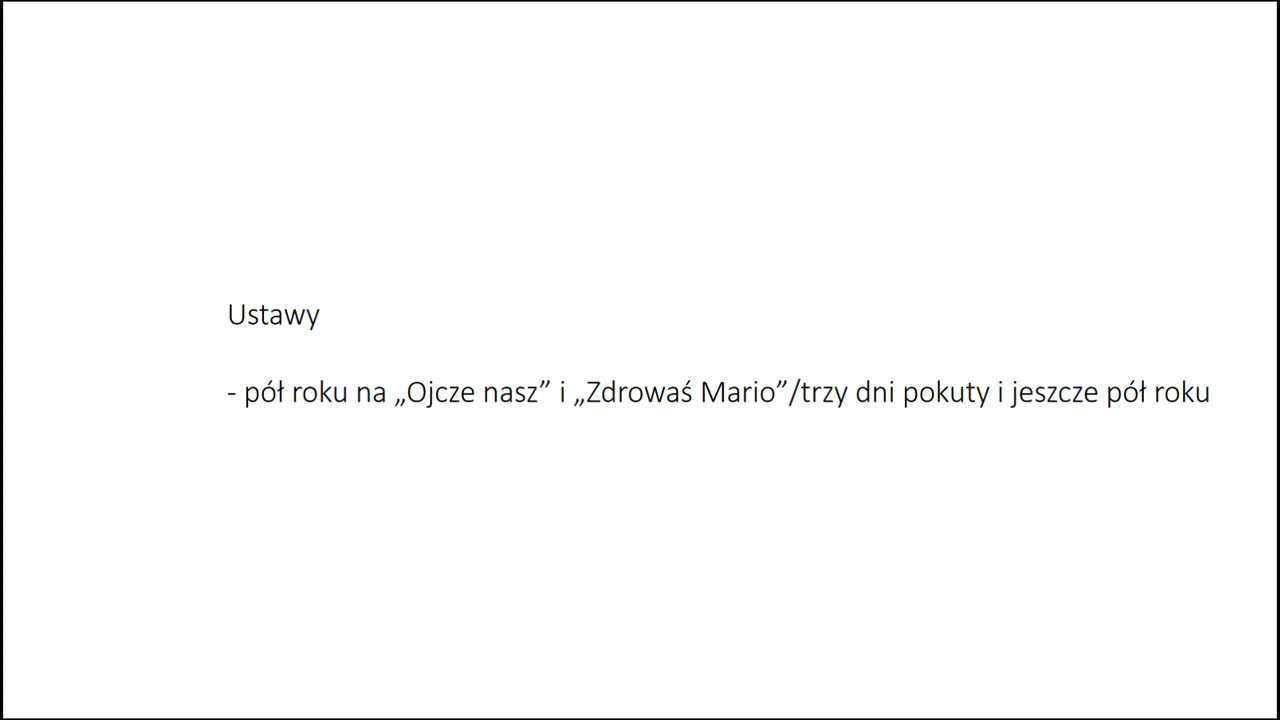 Ustawy
- pół roku na „Ojcze nasz” i „Zdrowaś Mario”/trzy dni pokuty i jeszcze pół roku